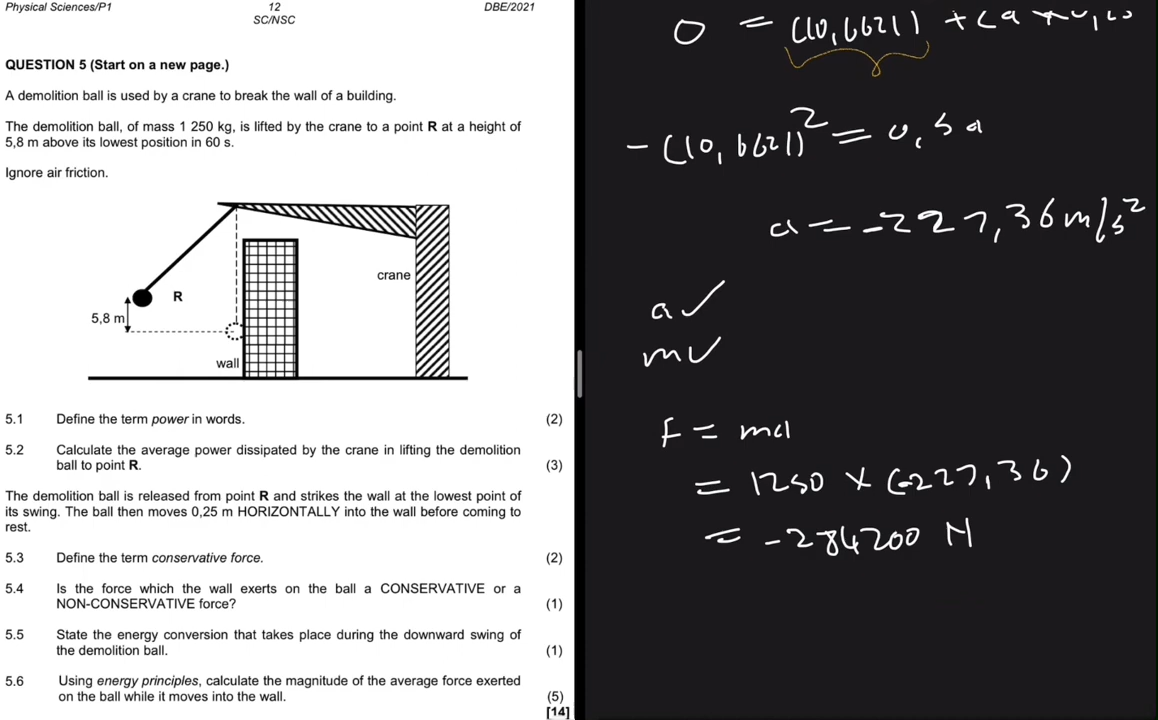 Physical Sciences/P1 12 DBE/2021
SC/NSC
QUESTION 5 (Start on a new page.)
A demolition ball is used by a crane to break the wall of a building.
The demolition ball, of mass 1 250 kg, is lifted by the crane to a point R at a height of
5,8 m above its lowest position in 60 s.
Ignore air friction.
crane
R
5,8 m
wall
5.1 Define the term power in words. (2)
5.2 Calculate the average power dissipated by the crane in lifting the demolition
ball to point R. (3)
The demolition ball is released from point R and strikes the wall at the lowest point of
its swing. The ball then moves 0,25 m HORIZONTALLY into the wall before coming to
rest.
5.3 Define the term conservative force. (2)
5.4 Is the force which the wall exerts on the ball a CONSERVATIVE or a
NON-CONSERVATIVE force? (1)
5.5 State the energy conversion that takes place during the downward swing of
the demolition ball. (1)
5.6 Using energy principles, calculate the magnitude of the average force exerted
on the ball while it moves into the wall. (5)
[14]
0 = (10,6621) +
-(10,6621)² = 0,5a
a = -227,36 m/s²
a ✓
m ✓
F = ma
= 1250 × (-227,36)
= -284200 N